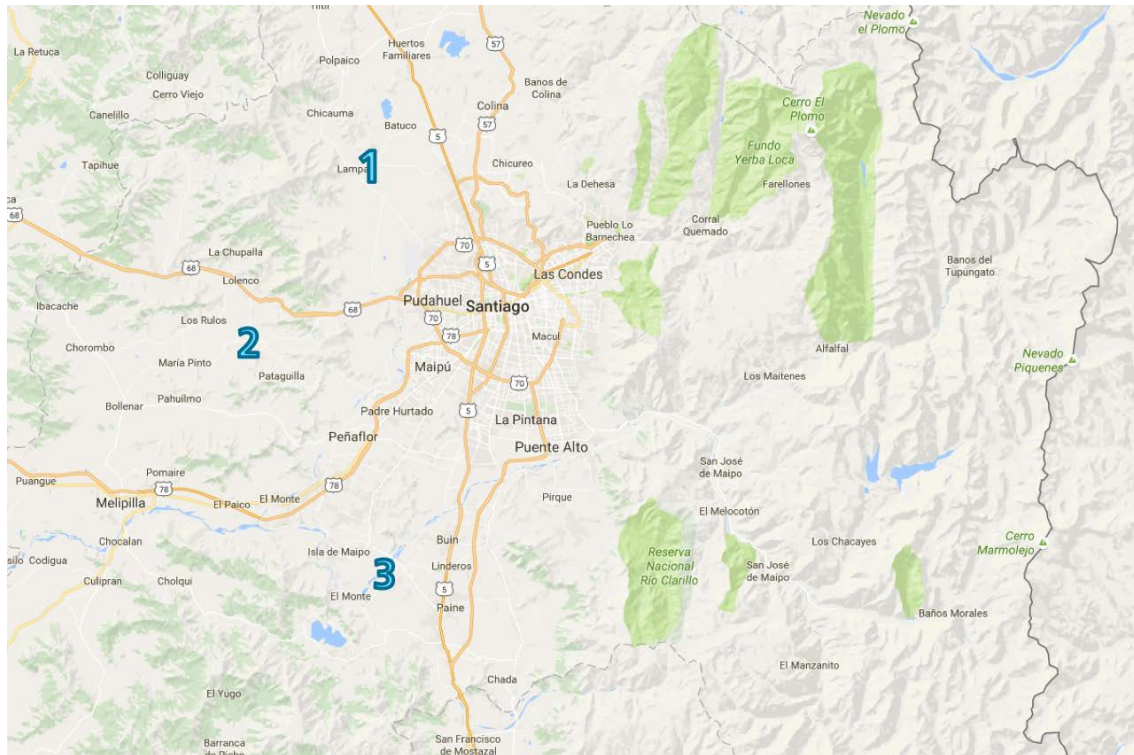 Nevado
el Plomo
57
La Retuca
Huertos
Familiares
Polpaico
Colliguay
Cerro Viejo
Banos de
Colina
Canelillo
Chicauma
Colina
Cerro El
Plomo
Batuco
57
5
1
Fundo
Yerba Loca
Tapihue
Lampa
Chicureo
La Dehesa
Farellones
68
Pueblo Lo
Barnechea
Corral
Quemado
70
La Chupalla
5
68
Las Condes
Banos del
Tupungato
Lolenco
Pudahuel
Santiago
68
Ibacache
Los Rulos
70
78
Macul
2
Chorombo
María Pinto
Maipú
Alfalfal
Nevado
Piquenes
Pataguilla
70
Los Maitenes
Bollenar
Pahuilmo
Padre Hurtado
5
La Pintana
Peñaflor
Puente Alto
Pomaire
San José
de Maipo
Puangue
78
78
Melipilla
El Paico
El Monte
Pirque
El Melocotón
Chocalan
Buin
Los Chacayes
Cerro
Marmolejo
Isla de Maipo
Reserva
Nacional
Río Clarillo
silo
Codigua
Linderos
San José
de Maipo
Culipran
Cholqui
3
5
El Monte
Paine
Baños Morales
El Manzanito
Chada
El Yugo
San Francisco
de Mostazal
Barranca